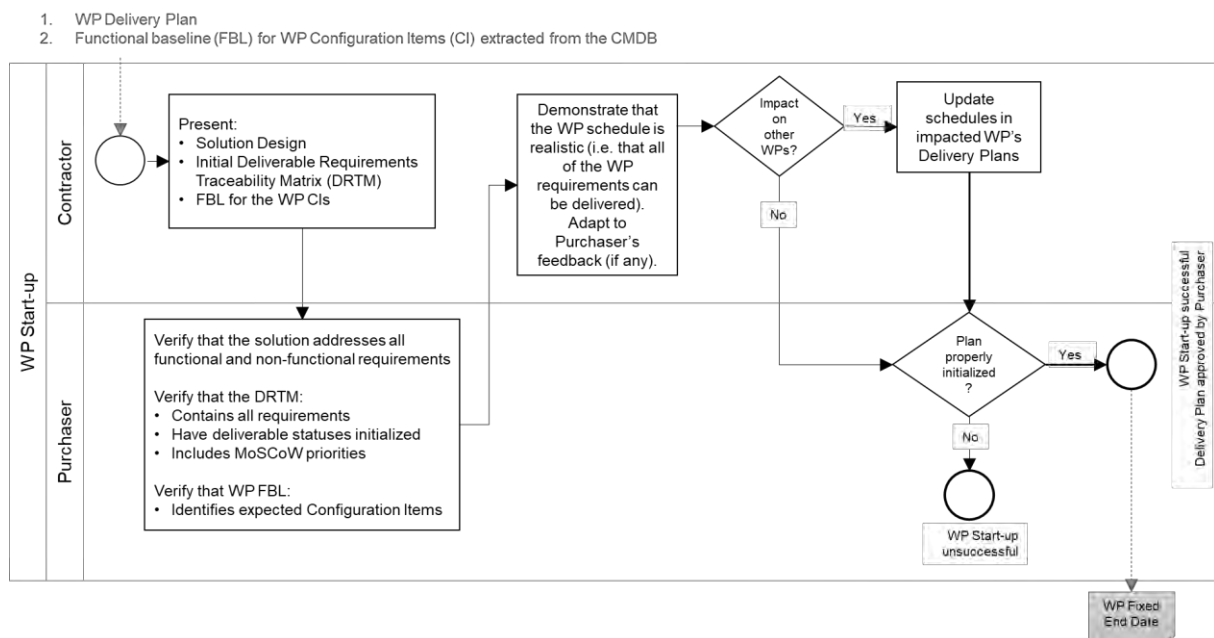 1. WP Delivery Plan
2. Functional baseline (FBL) for WP Configuration Items (CI) extracted from the CMDB
WP Start-up
Contractor
Present:
• Solution Design
• Initial Deliverable Requirements
Traceability Matrix (DRTM)
• FBL for the WP CIs
Demonstrate that
the WP schedule is
realistic (i.e. that all
of the WP
requirements can
be delivered).
Adapt to
Purchaser's
feedback (if any).
Impact
on
other
WPs?
Yes
No
Update
schedules in
impacted WP's
Delivery Plans
Purchaser
Verify that the solution addresses all
functional and non-functional requirements
Verify that the DRTM:
• Contains all requirements
• Have deliverable statuses initialized
• Includes MoSCoW priorities
Verify that WP FBL:
• Identifies expected Configuration Items
Plan
properly
initialized
?
Yes
No
WP Start-up
unsuccessful
WP Start-up successful
Delivery Plan approved by Purchaser
WP Fixed
End Date